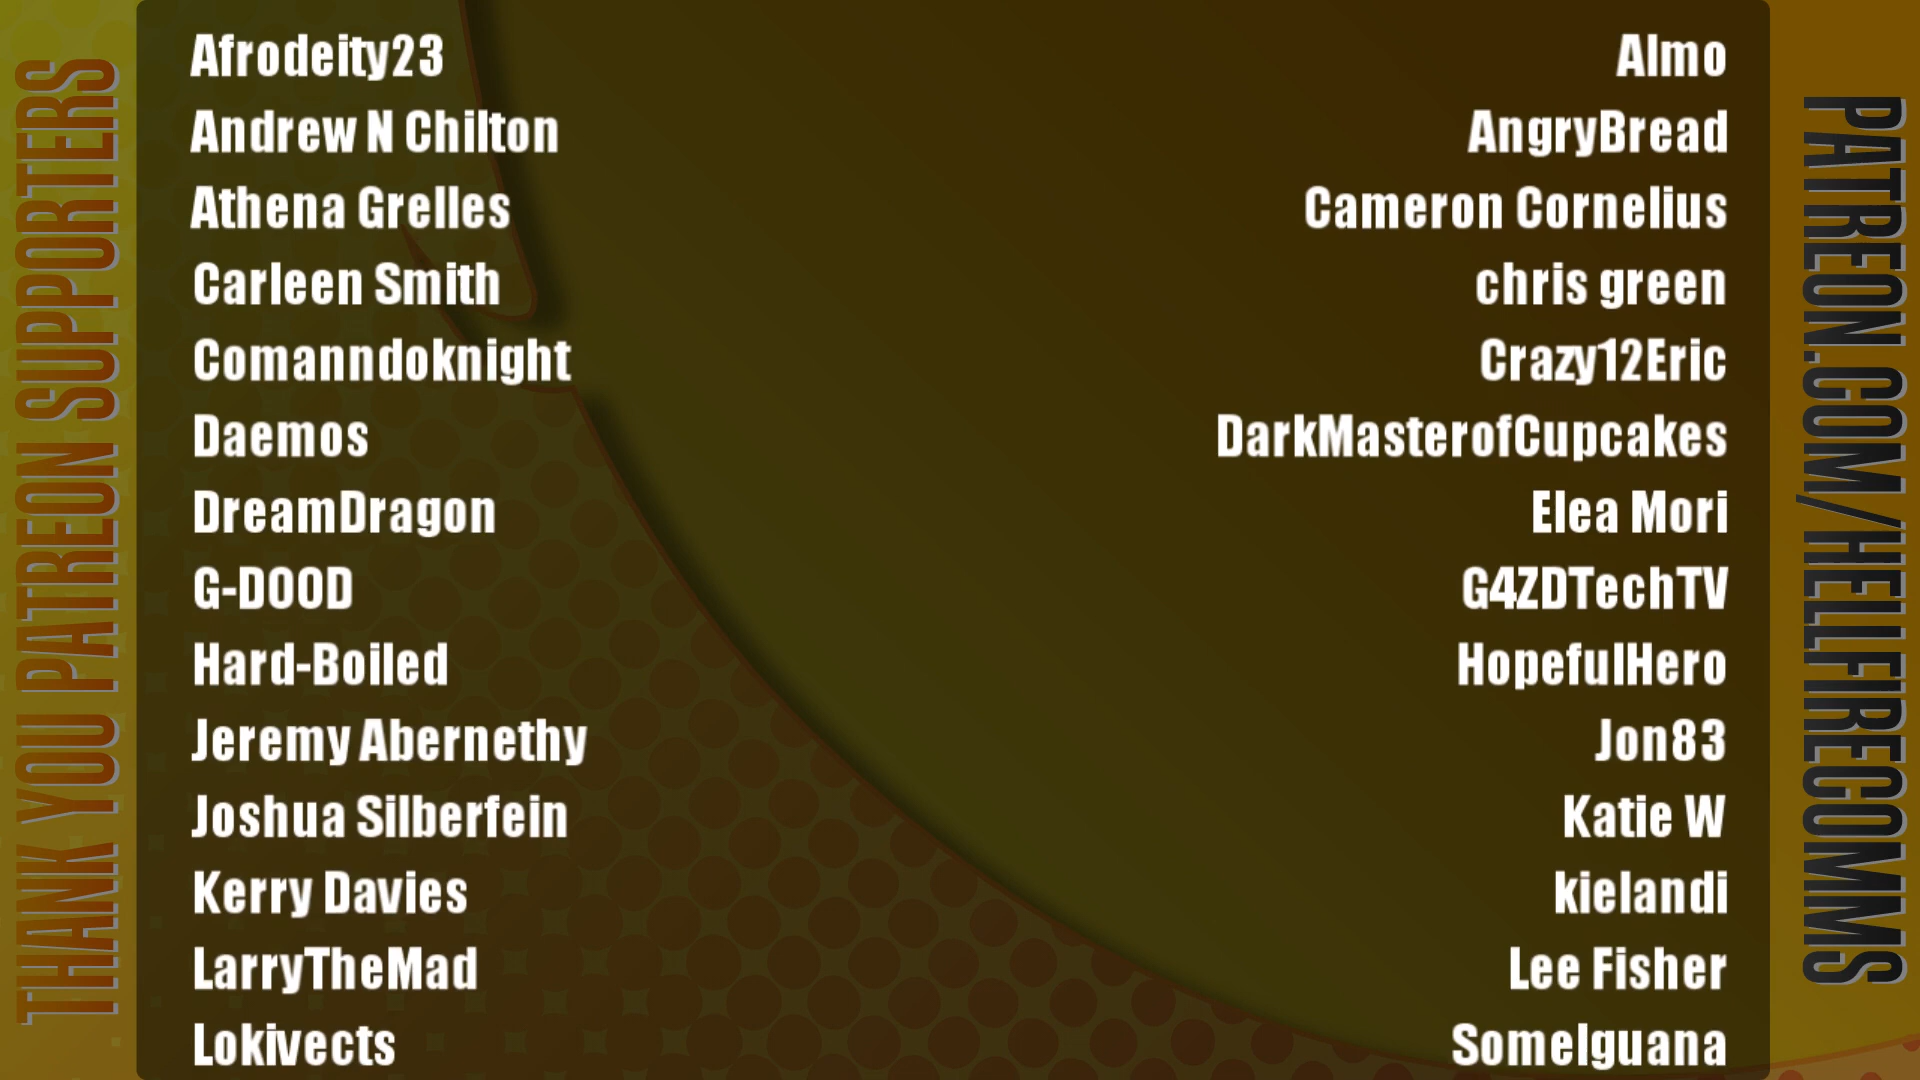 THANK YOU PATREON SUPPORTERS
Afrodeity23
Andrew N Chilton
Athena Grelles
Carleen Smith
Comanndoknight
Daemos
DreamDragon
G-DOOD
Hard-Boiled
Jeremy Abernethy
Joshua Silberfein
Kerry Davies
LarryTheMad
Lokivects
Almo
AngryBread
Cameron Cornelius
chris green
Crazy12Eric
DarkMasterofCupcakes
Elea Mori
G4ZDTechTV
HopefulHero
Jon83
Katie W
kielandi
Lee Fisher
SomeIguana
PATREON.COM/HELLFIRECOMMS